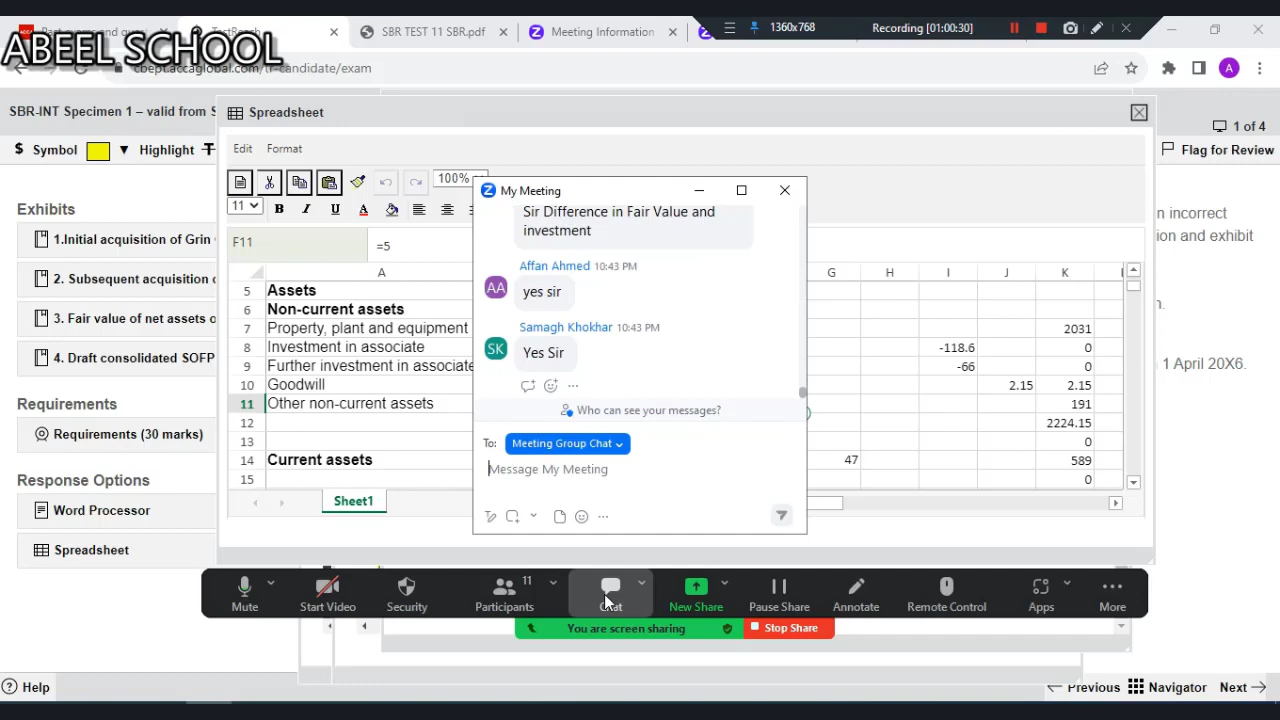 TestReach
SBR TEST 11 SBR.pdf
Meeting Information
1360x768
Recording [01:00:30]
ABEEL SCHOOL
cbept.accaglobal.com/tr-candidate/exam
A
SBR-INT Specimen 1 – valid from S
Spreadsheet
1 of 4
$ Symbol
Highlight
Flag for Review
Edit
Format
100%
11
B I U A
F11
=5
A
G
H
I
J
K
5 Assets
6 Non-current assets
7 Property, plant and equipment 2031
8 Investment in associate -118.6 0
9 Further investment in associate -66 0
10 Goodwill 2.15 2.15
11 Other non-current assets 191
12 2224.15
13 0
14 Current assets 47 589
15 0
Sheet1
My Meeting
Sir Difference in Fair Value and
investment
Affan Ahmed 10:43 PM
AA
yes sir
Samagh Khokhar 10:43 PM
SK
Yes Sir
Who can see your messages?
To: Meeting Group Chat
Message My Meeting
Exhibits
1.Initial acquisition of Grin
2. Subsequent acquisition o
3. Fair value of net assets o
4. Draft consolidated SOFP
Requirements
Requirements (30 marks)
Response Options
Word Processor
Spreadsheet
n incorrect
ion and exhibit
1 April 20X6.
Mute
Start Video
Security
Participants
11
Chat
New Share
Pause Share
Annotate
Remote Control
Apps
More
You are screen sharing
Stop Share
Help
Previous
Navigator
Next